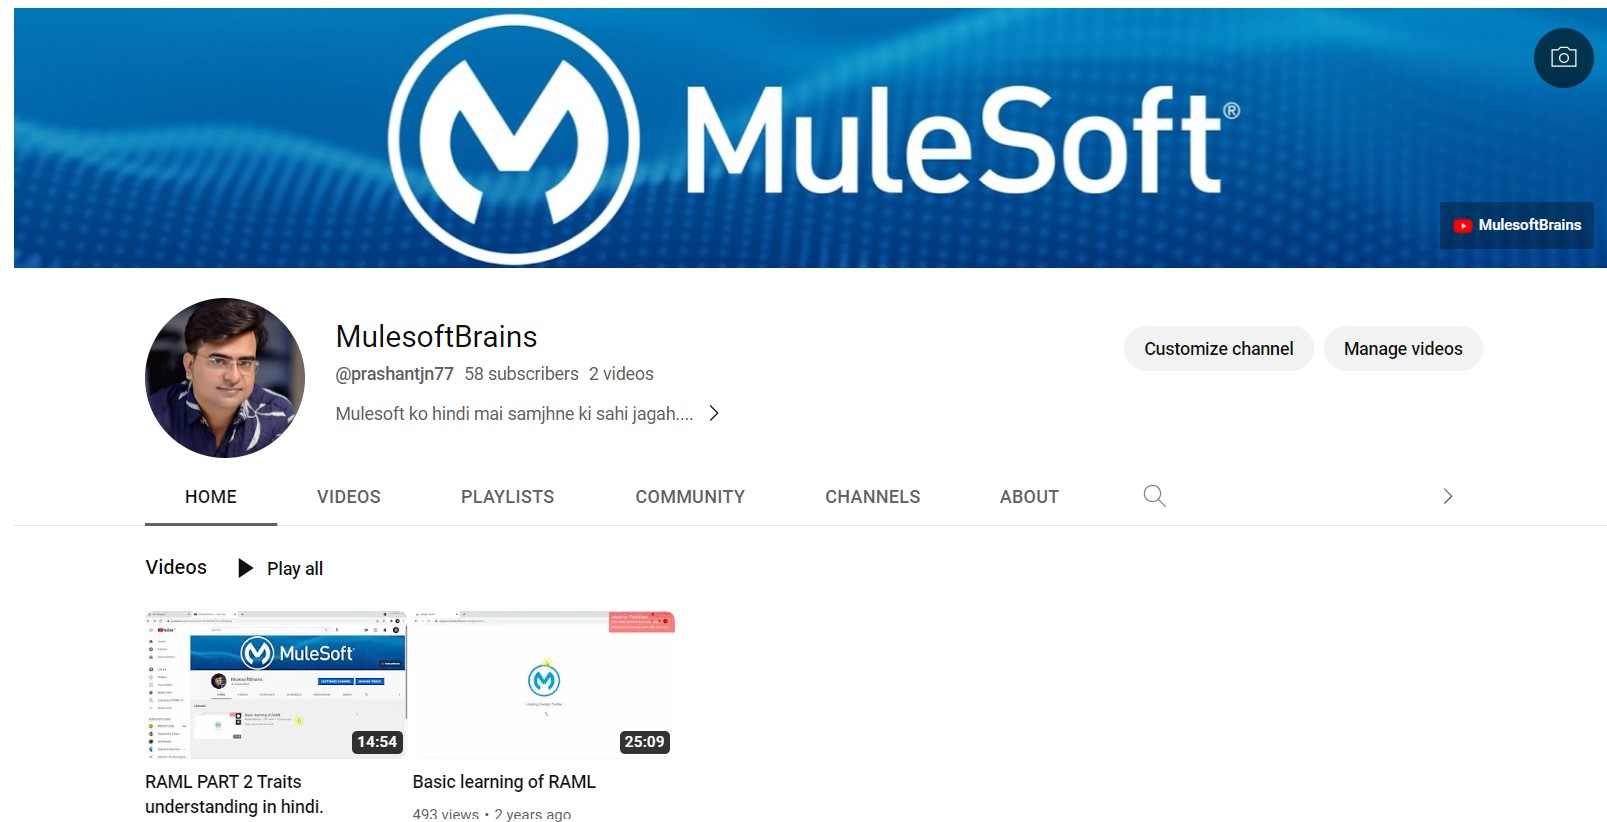 MuleSoft®
MulesoftBrains
MulesoftBrains
@prashantjn77 58 subscribers 2 videos
Mulesoft ko hindi mai samjhne ki sahi jagah....
Customize channel
Manage videos
HOME VIDEOS PLAYLISTS COMMUNITY CHANNELS ABOUT
Videos Play all
MuleSoft
MulesoftBrains
14:54
25:09
RAML PART 2 Traits
understanding in hindi.
Basic learning of RAML
493 views • 2 years ago